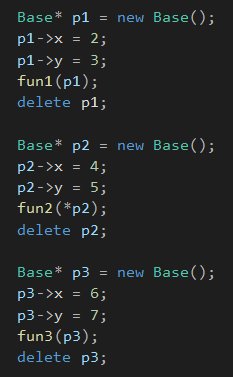 Base* p1 = new Base();
p1->x = 2;
p1->y = 3;
fun1(p1);
delete p1;
Base* p2 = new Base();
p2->x = 4;
p2->y = 5;
fun2(*p2);
delete p2;
Base* p3 = new Base();
p3->x = 6;
p3->y = 7;
fun3(p3);
delete p3;